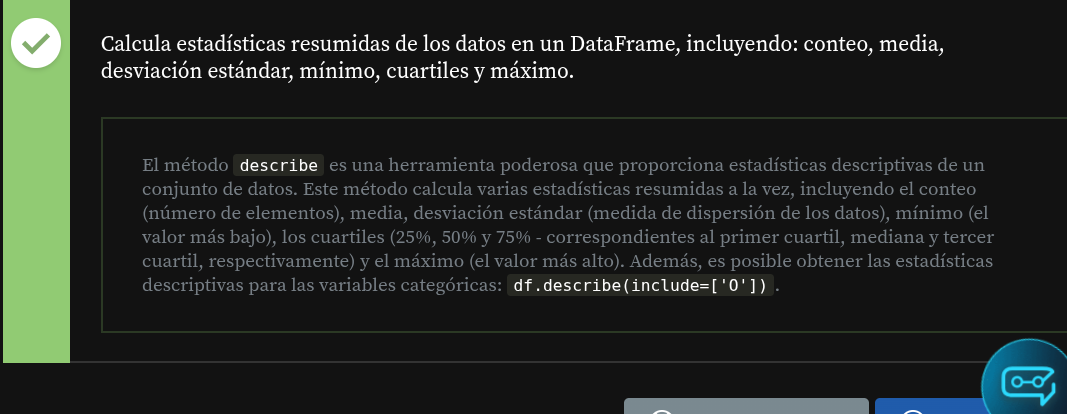 Calcula estadísticas resumidas de los datos en un DataFrame, incluyendo: conteo, media,
desviación estándar, mínimo, cuartiles y máximo.
El método describe es una herramienta poderosa que proporciona estadísticas descriptivas de un
conjunto de datos. Este método calcula varias estadísticas resumidas a la vez, incluyendo el conteo
(número de elementos), media, desviación estándar (medida de dispersión de los datos), mínimo (el
valor más bajo), los cuartiles (25%, 50% y 75% - correspondientes al primer cuartil, mediana y tercer
cuartil, respectivamente) y el máximo (el valor más alto). Además, es posible obtener las estadísticas
descriptivas para las variables categóricas: df.describe(include=['O']).